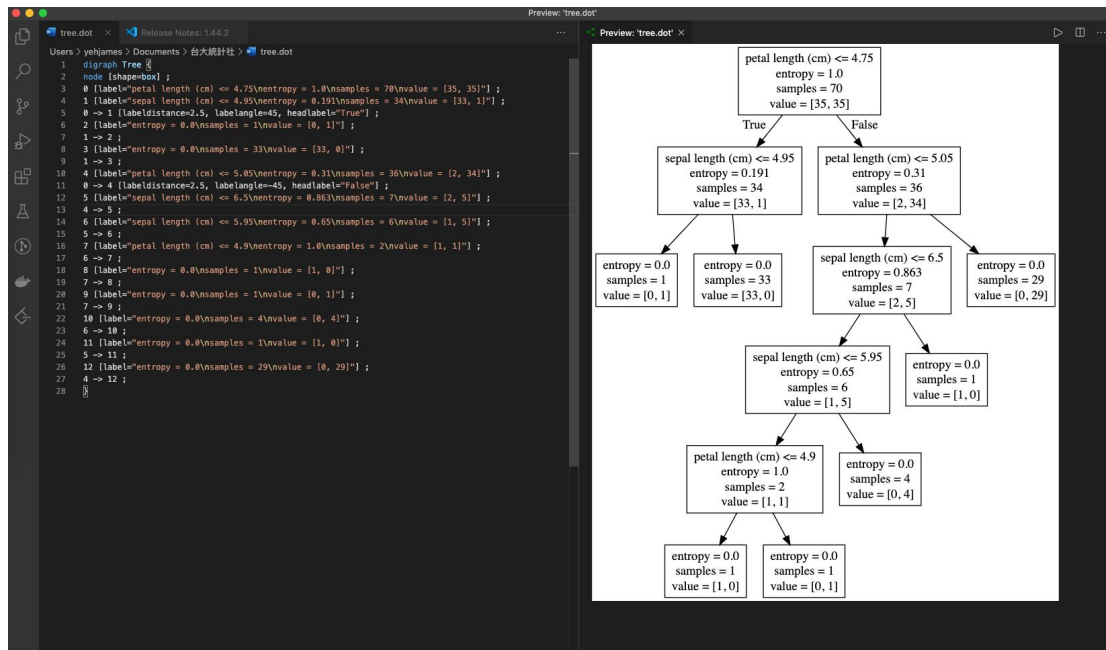 Preview: 'tree.dot'
tree.dot ×
Release Notes: 1.44.2
Users > yehjames > Documents > 台大統計社 > tree.dot
1 digraph Tree {
2 node [shape=box] ;
3 0 [label="petal length (cm) <= 4.75\nentropy = 1.0\nsamples = 70\nvalue = [35, 35]"] ;
4 1 [label="sepal length (cm) <= 4.95\nentropy = 0.191\nsamples = 34\nvalue = [33, 1]"] ;
5 0 -> 1 [labeldistance=2.5, labelangle=45, headlabel="True"] ;
6 2 [label="entropy = 0.0\nsamples = 1\nvalue = [0, 1]"] ;
7 1 -> 2 ;
8 3 [label="entropy = 0.0\nsamples = 33\nvalue = [33, 0]"] ;
9 1 -> 3 ;
10 4 [label="petal length (cm) <= 5.05\nentropy = 0.31\nsamples = 36\nvalue = [2, 34]"] ;
11 0 -> 4 [labeldistance=2.5, labelangle=-45, headlabel="False"] ;
12 5 [label="sepal length (cm) <= 6.5\nentropy = 0.863\nsamples = 7\nvalue = [2, 5]"] ;
13 4 -> 5 ;
14 6 [label="sepal length (cm) <= 5.95\nentropy = 0.65\nsamples = 6\nvalue = [1, 5]"] ;
15 5 -> 6 ;
16 7 [label="petal length (cm) <= 4.9\nentropy = 1.0\nsamples = 2\nvalue = [1, 1]"] ;
17 6 -> 7 ;
18 8 [label="entropy = 0.0\nsamples = 1\nvalue = [1, 0]"] ;
19 7 -> 8 ;
20 9 [label="entropy = 0.0\nsamples = 1\nvalue = [0, 1]"] ;
21 7 -> 9 ;
22 10 [label="entropy = 0.0\nsamples = 4\nvalue = [0, 4]"] ;
23 6 -> 10 ;
24 11 [label="entropy = 0.0\nsamples = 1\nvalue = [1, 0]"] ;
25 5 -> 11 ;
26 12 [label="entropy = 0.0\nsamples = 29\nvalue = [0, 29]"] ;
27 4 -> 12 ;
28 }
Preview: 'tree.dot' ×
petal length (cm) <= 4.75
entropy = 1.0
samples = 70
value = [35, 35]
True
False
sepal length (cm) <= 4.95
entropy = 0.191
samples = 34
value = [33, 1]
petal length (cm) <= 5.05
entropy = 0.31
samples = 36
value = [2, 34]
entropy = 0.0
samples = 1
value = [0, 1]
entropy = 0.0
samples = 33
value = [33, 0]
sepal length (cm) <= 6.5
entropy = 0.863
samples = 7
value = [2, 5]
entropy = 0.0
samples = 29
value = [0, 29]
sepal length (cm) <= 5.95
entropy = 0.65
samples = 6
value = [1, 5]
entropy = 0.0
samples = 1
value = [1, 0]
petal length (cm) <= 4.9
entropy = 1.0
samples = 2
value = [1, 1]
entropy = 0.0
samples = 4
value = [0, 4]
entropy = 0.0
samples = 1
value = [1, 0]
entropy = 0.0
samples = 1
value = [0, 1]